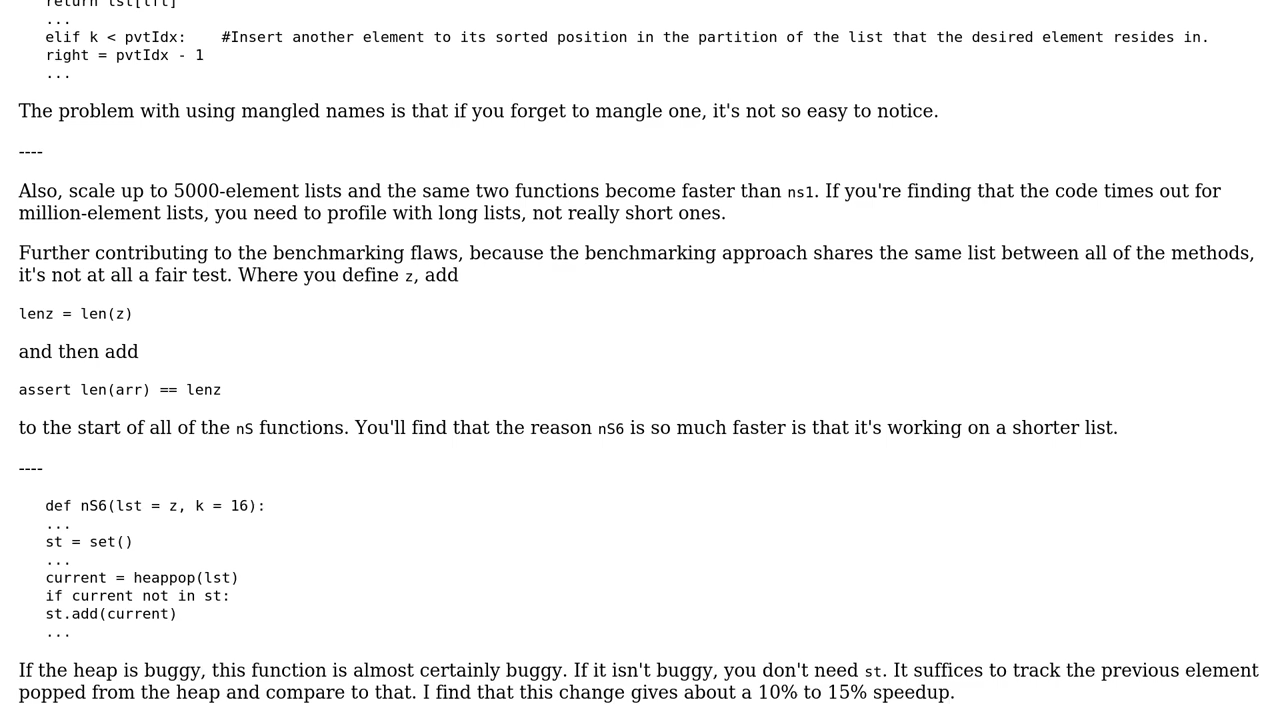 return lst[lft]
...
elif k < pvtIdx:    #Insert another element to its sorted position in the partition of the list that the desired element resides in.
right = pvtIdx - 1
...
The problem with using mangled names is that if you forget to mangle one, it's not so easy to notice.
----
Also, scale up to 5000-element lists and the same two functions become faster than ns1. If you're finding that the code times out for
million-element lists, you need to profile with long lists, not really short ones.
Further contributing to the benchmarking flaws, because the benchmarking approach shares the same list between all of the methods,
it's not at all a fair test. Where you define z, add
lenz = len(z)
and then add
assert len(arr) == lenz
to the start of all of the nS functions. You'll find that the reason nS6 is so much faster is that it's working on a shorter list.
----
def nS6(lst = z, k = 16):
...
st = set()
...
current = heappop(lst)
if current not in st:
st.add(current)
...
If the heap is buggy, this function is almost certainly buggy. If it isn't buggy, you don't need st. It suffices to track the previous element
popped from the heap and compare to that. I find that this change gives about a 10% to 15% speedup.